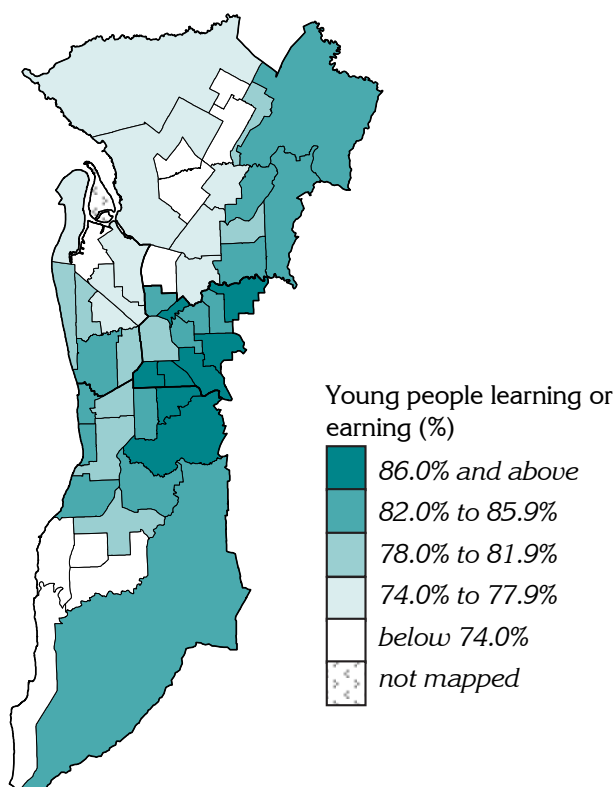 Young people learning or
earning (%)
86.0% and above
82.0% to 85.9%
78.0% to 81.9%
74.0% to 77.9%
below 74.0%
not mapped